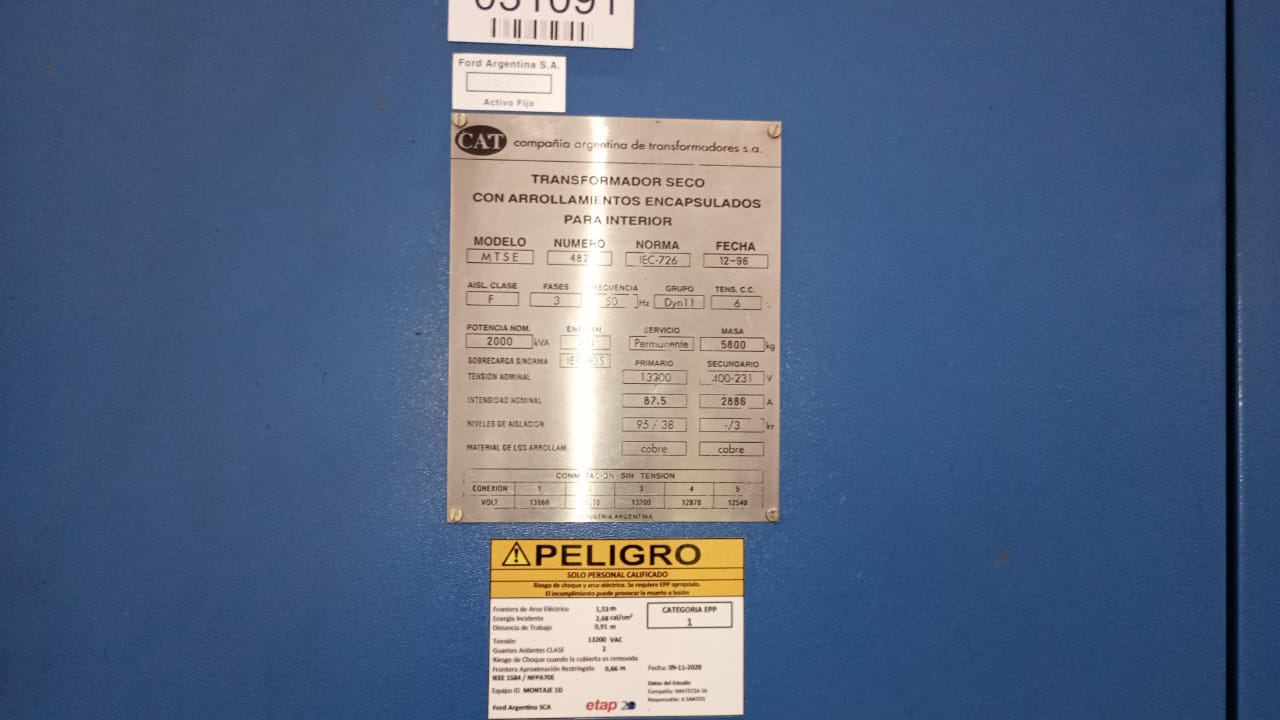 Ford Argentina S.A.
Activo Fijo
CAT compañía argentina de transformadores s.a.
TRANSFORMADOR SECO
CON ARROLLAMIENTOS ENCAPSULADOS
PARA INTERIOR
MODELO NUMERO NORMA FECHA
MTSE IEC-726 12-96
AISL. CLASE FASES GRUPO TENS. C.C.
F 3 50 Hz Dyn11 6
POTENCIA NOM. SERVICIO MASA
2000 kVA Permanente 5800 kg
SOBRECARGA S/NORMA PRIMARIO SECUNDARIO
TENSION NOMINAL 13200 400-231 V
INTENSIDAD NOMINAL 87.5 2886 A
NIVELES DE AISLACION 95 / 38 -/3 kv
MATERIAL DE LOS ARROLLAM. cobre cobre
CONMUTACION SIN TENSION
CONEXION 1 2 3 4 5
VOLT 13860 12870 12540
INDUSTRIA ARGENTINA
PELIGRO
SOLO PERSONAL CALIFICADO
Riesgo de choque y arco eléctrico. Se requiere EPP apropiado.
El incumplimiento puede provocar la muerte o lesión
Frontera de Arco Eléctrico 1,53 m CATEGORIA EPP
Energía Incidente 2,68 cal/cm² 1
Distancia de Trabajo 0,91 m
Tensión 13200 VAC
Guantes Aislantes CLASE 2
Riesgo de Choque cuando la cubierta es removida
Frontera Aproximación Restringida 0,66 m Fecha: 09-11-2020
IEEE 1584 / NFPA70E
Datos del Estudio
Equipo ID MONTAJE 1D Compañía: IMATECSA SA
Responsable: A SANTOS
Ford Argentina SCA etap